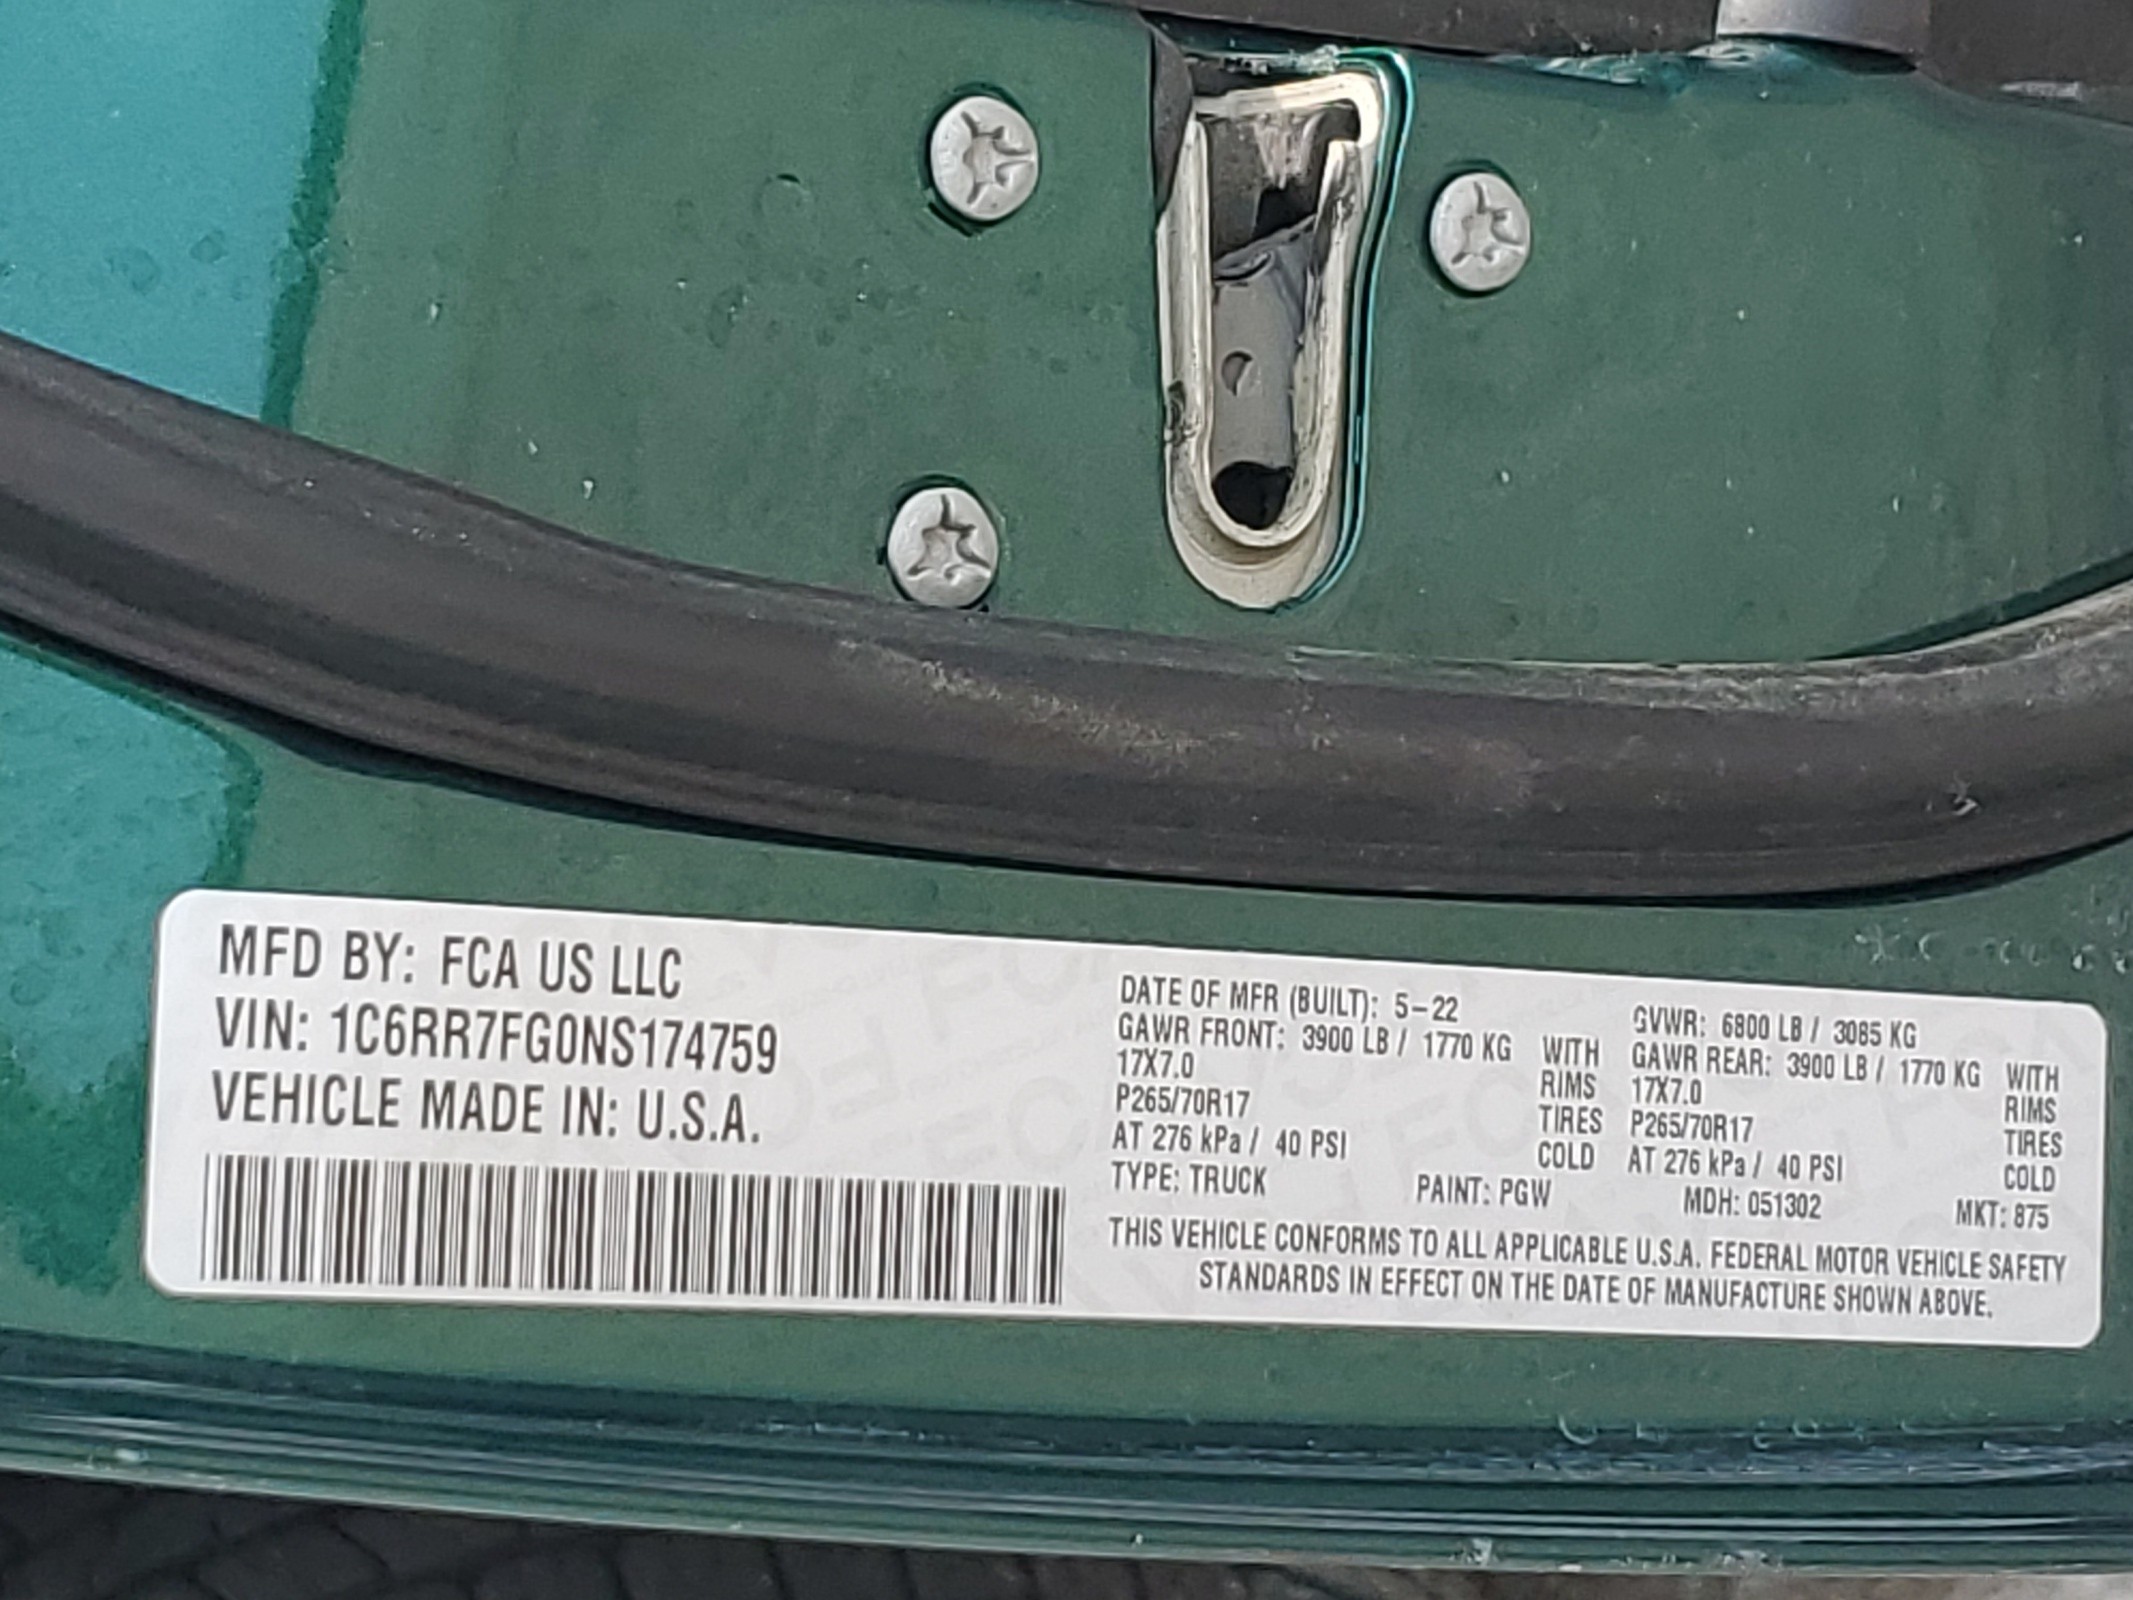 MFD BY: FCA US LLC
VIN: 1C6RR7FG0NS174759
VEHICLE MADE IN: U.S.A.
DATE OF MFR (BUILT): 5-22 GVWR: 6800 LB / 3085 KG
GAWR FRONT: 3900 LB / 1770 KG WITH GAWR REAR: 3900 LB / 1770 KG WITH
17X7.0 RIMS 17X7.0 RIMS
P265/70R17 TIRES P265/70R17 TIRES
AT 276 kPa / 40 PSI COLD AT 276 kPa / 40 PSI COLD
TYPE: TRUCK PAINT: PGW MDH: 051302 MKT: 875
THIS VEHICLE CONFORMS TO ALL APPLICABLE U.S.A. FEDERAL MOTOR VEHICLE SAFETY
STANDARDS IN EFFECT ON THE DATE OF MANUFACTURE SHOWN ABOVE.